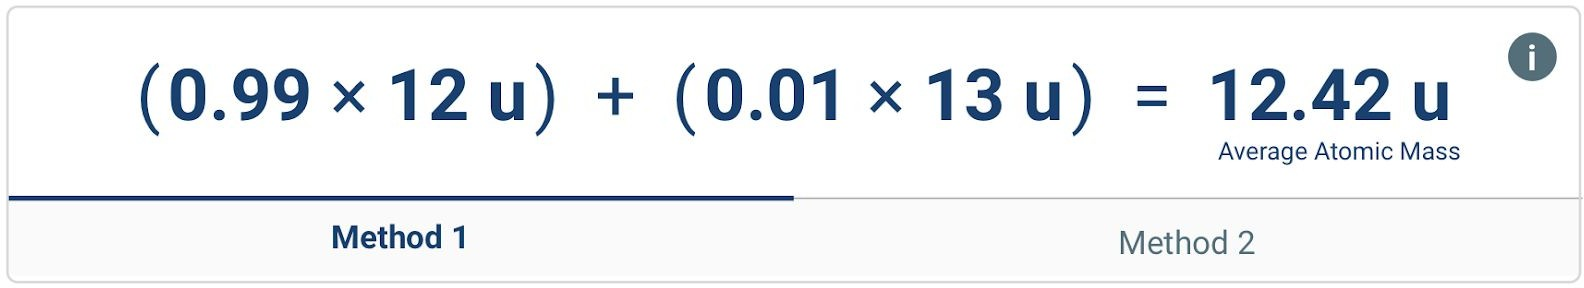 (0.99 × 12 u) + (0.01 × 13 u) = 12.42 u
i
Average Atomic Mass
Method 1
Method 2